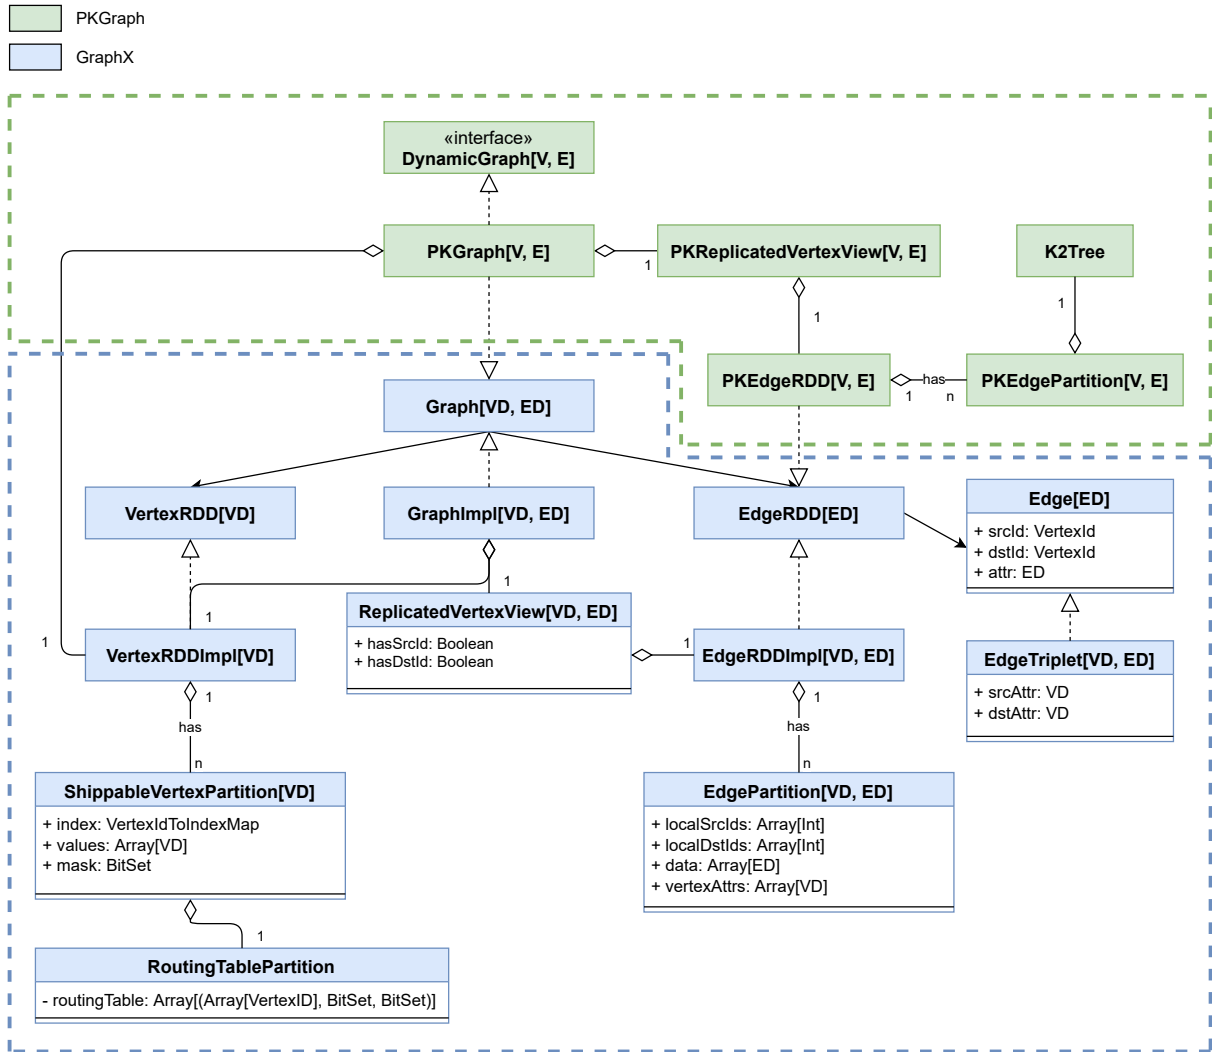 PKGraph
GraphX
«interface»
DynamicGraph[V, E]
PKGraph[V, E]
1
PKReplicatedVertexView[V, E]
K2Tree
1
1
PKEdgeRDD[V, E]
1
has
n
PKEdgePartition[V, E]
Graph[VD, ED]
VertexRDD[VD]
GraphImpl[VD, ED]
EdgeRDD[ED]
Edge[ED]
+ srcId: VertexId
+ dstId: VertexId
+ attr: ED
1
1
1
ReplicatedVertexView[VD, ED]
+ hasSrcId: Boolean
+ hasDstId: Boolean
VertexRDDImpl[VD]
1
EdgeRDDImpl[VD, ED]
EdgeTriplet[VD, ED]
+ srcAttr: VD
+ dstAttr: VD
1
has
n
1
has
n
ShippableVertexPartition[VD]
+ index: VertexIdToIndexMap
+ values: Array[VD]
+ mask: BitSet
EdgePartition[VD, ED]
+ localSrcIds: Array[Int]
+ localDstIds: Array[Int]
+ data: Array[ED]
+ vertexAttrs: Array[VD]
1
RoutingTablePartition
- routingTable: Array[(Array[VertexID], BitSet, BitSet)]